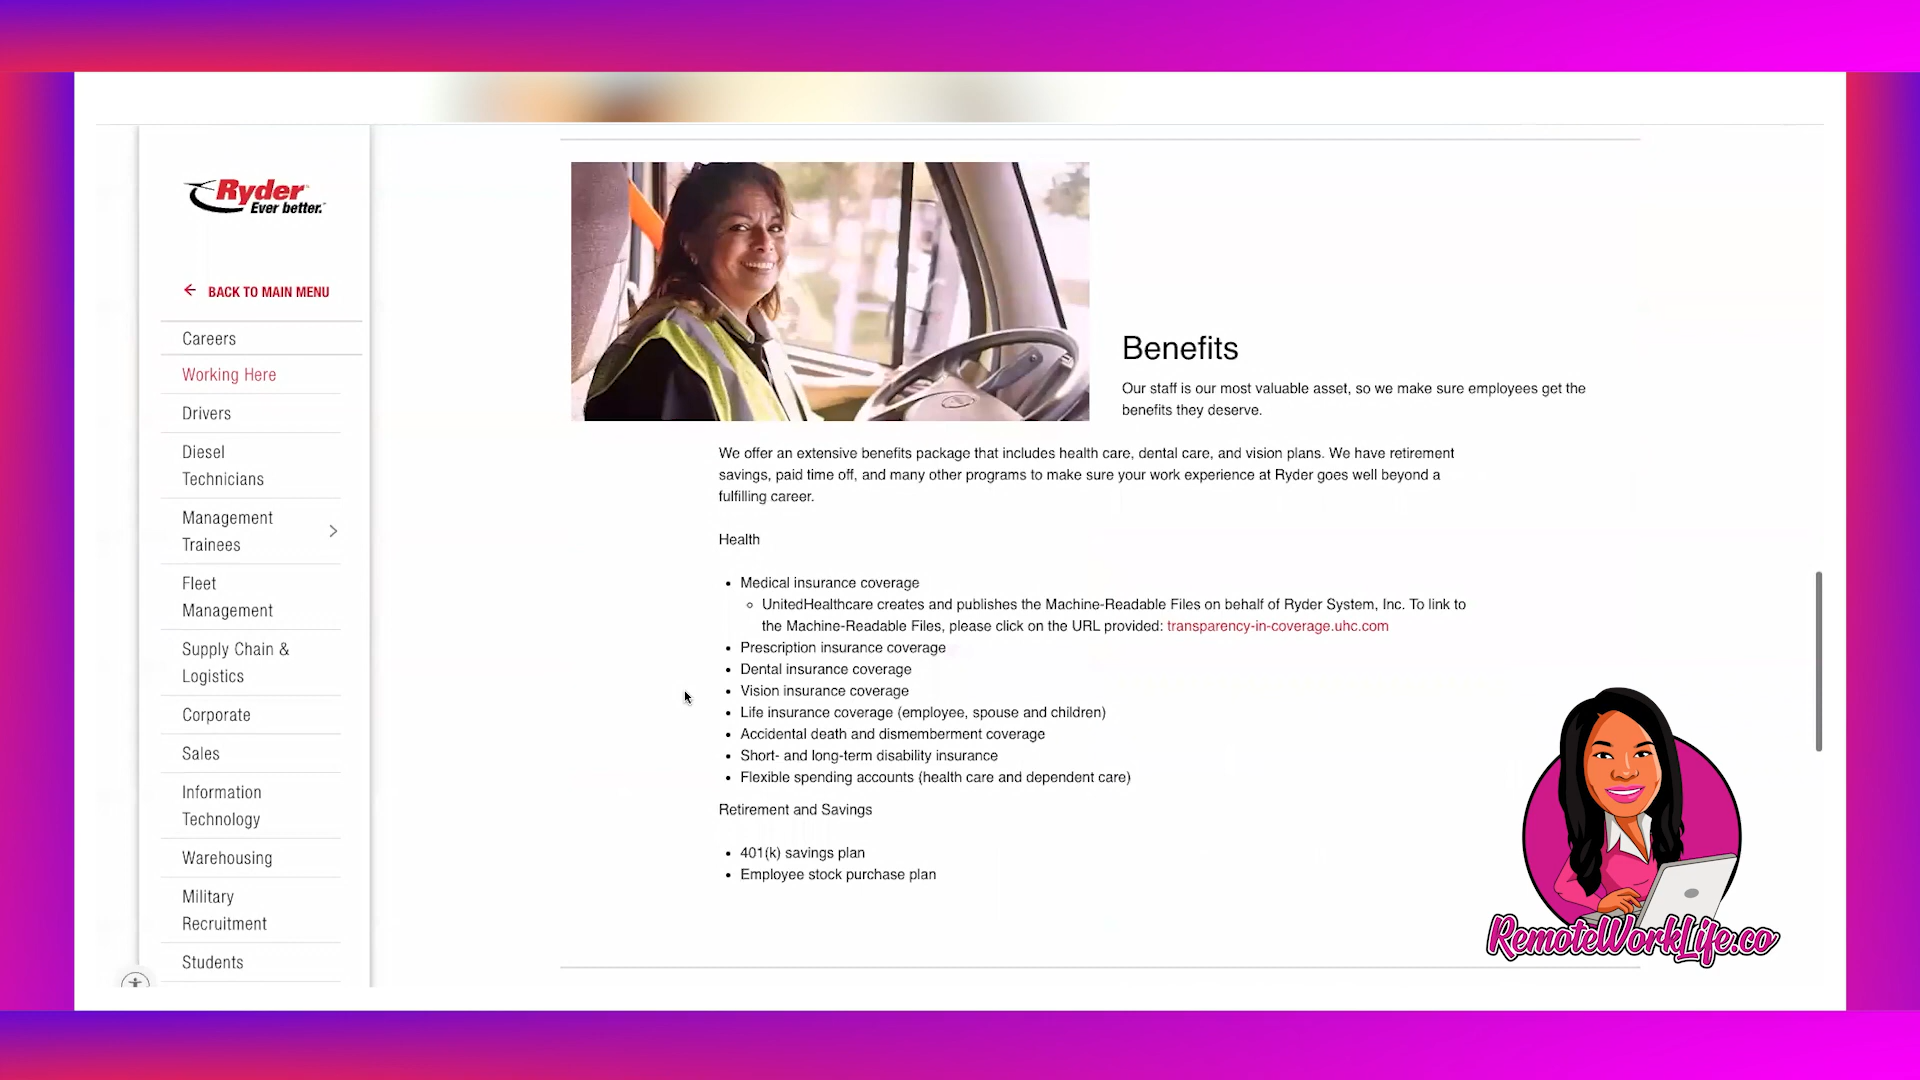 Ryder
Ever better.
BACK TO MAIN MENU
Careers
Working Here
Drivers
Diesel
Technicians
Management
Trainees
Fleet
Management
Supply Chain &
Logistics
Corporate
Sales
Information
Technology
Warehousing
Military
Recruitment
Students
Benefits
Our staff is our most valuable asset, so we make sure employees get the
benefits they deserve.
We offer an extensive benefits package that includes health care, dental care, and vision plans. We have retirement
savings, paid time off, and many other programs to make sure your work experience at Ryder goes well beyond a
fulfilling career.
Health
• Medical insurance coverage
◦ UnitedHealthcare creates and publishes the Machine-Readable Files on behalf of Ryder System, Inc. To link to
the Machine-Readable Files, please click on the URL provided: transparency-in-coverage.uhc.com
• Prescription insurance coverage
• Dental insurance coverage
• Vision insurance coverage
• Life insurance coverage (employee, spouse and children)
• Accidental death and dismemberment coverage
• Short- and long-term disability insurance
• Flexible spending accounts (health care and dependent care)
Retirement and Savings
• 401(k) savings plan
• Employee stock purchase plan
RemoteWorkLife.co